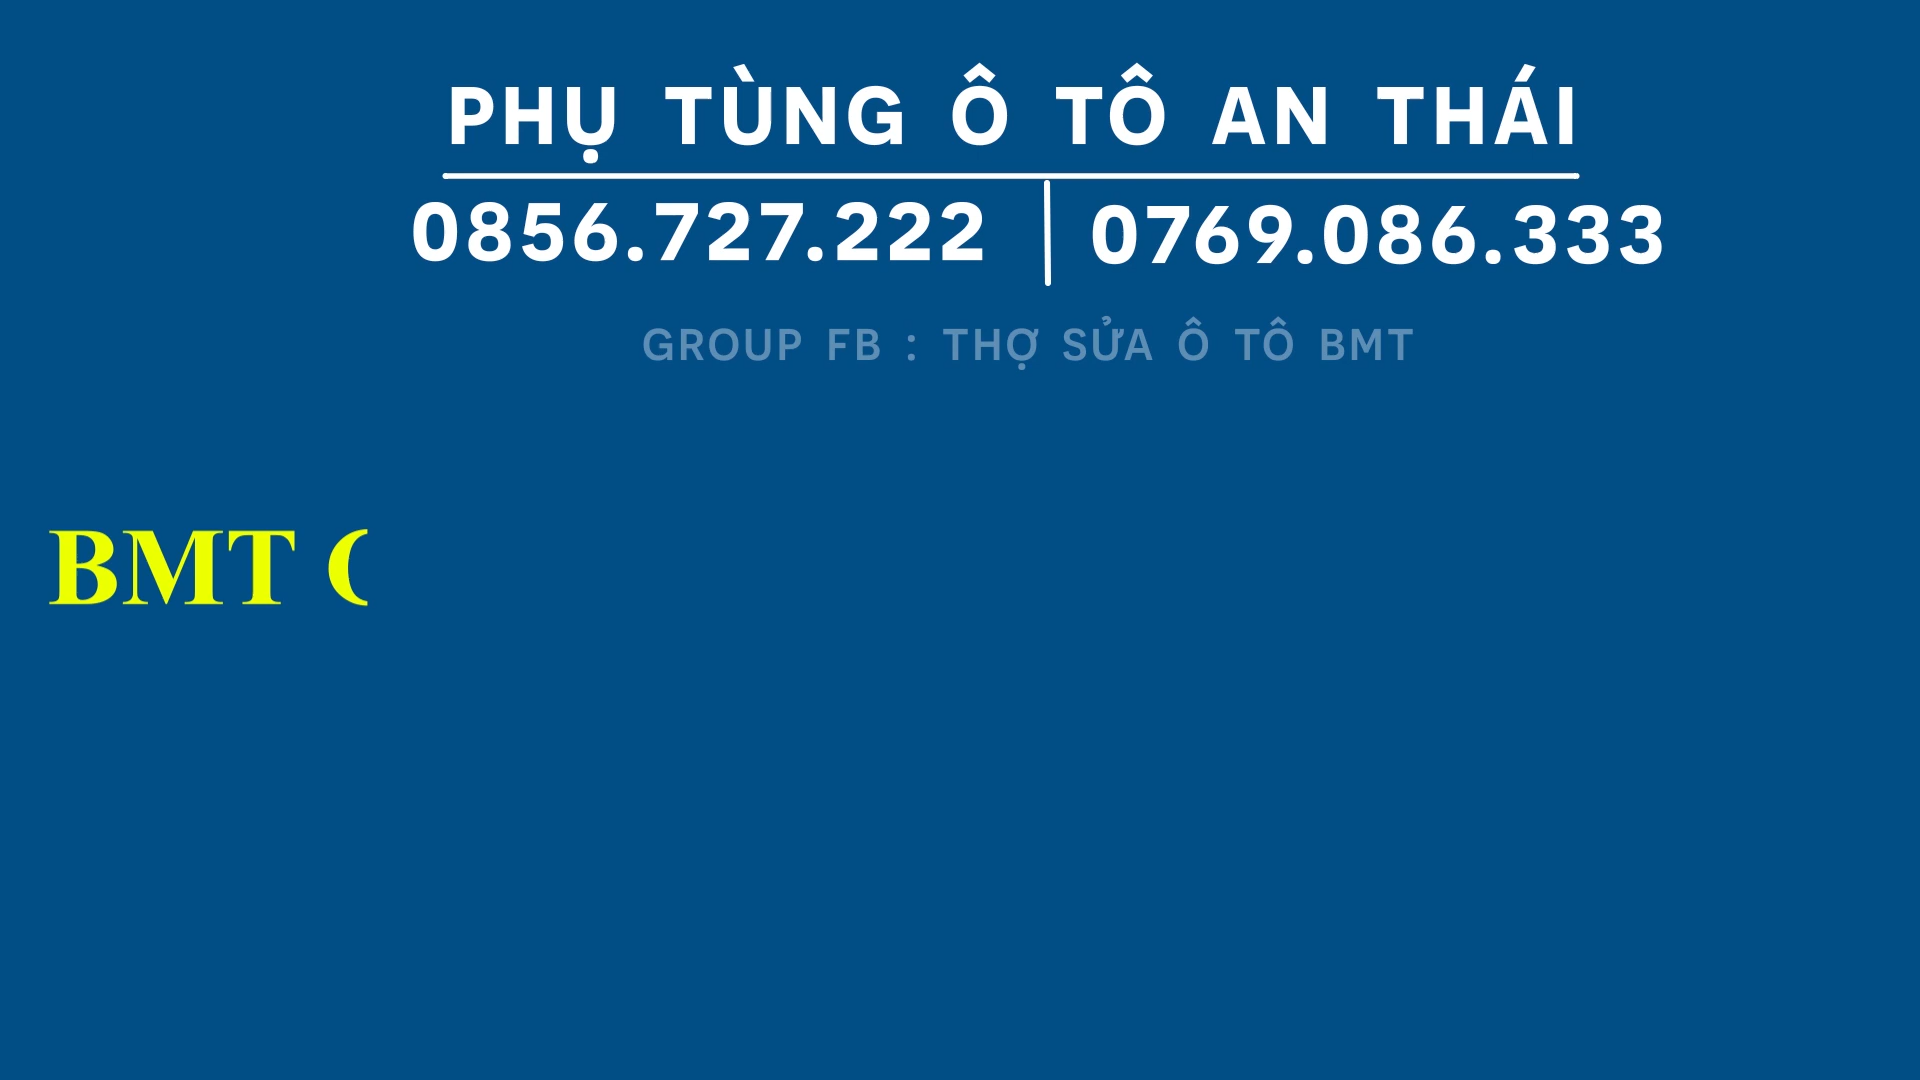 PHỤ TÙNG Ô TÔ AN THÁI
0856.727.222 | 0769.086.333
GROUP FB : THỢ SỬA Ô TÔ BMT
BMT